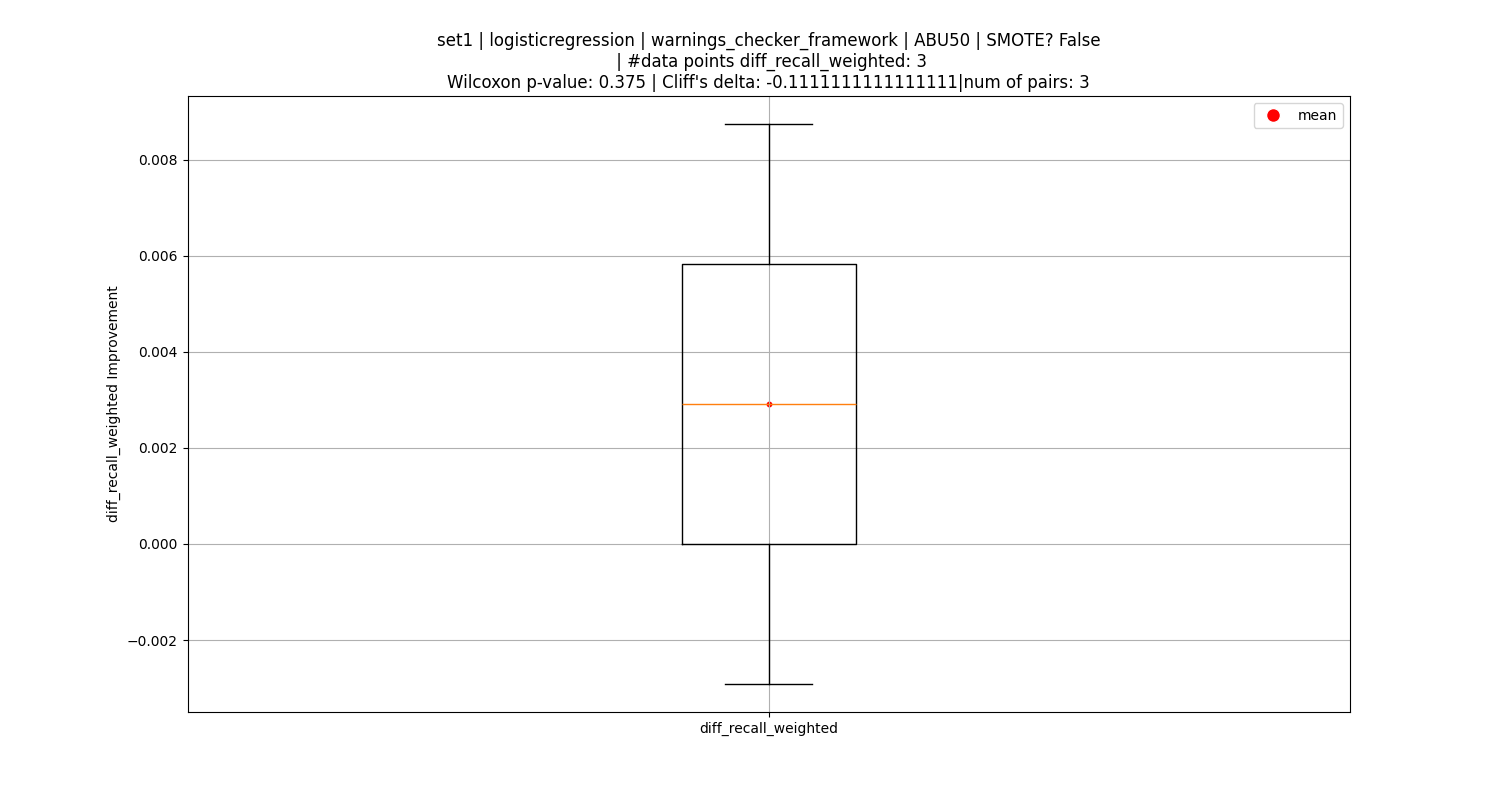 set1 | logisticregression | warnings_checker_framework | ABU50 | SMOTE? False
| #data points diff_recall_weighted: 3
Wilcoxon p-value: 0.375 | Cliff's delta: -0.1111111111111111|num of pairs: 3
mean
0.008
0.006
0.004
0.002
0.000
−0.002
diff_recall_weighted Improvement
diff_recall_weighted